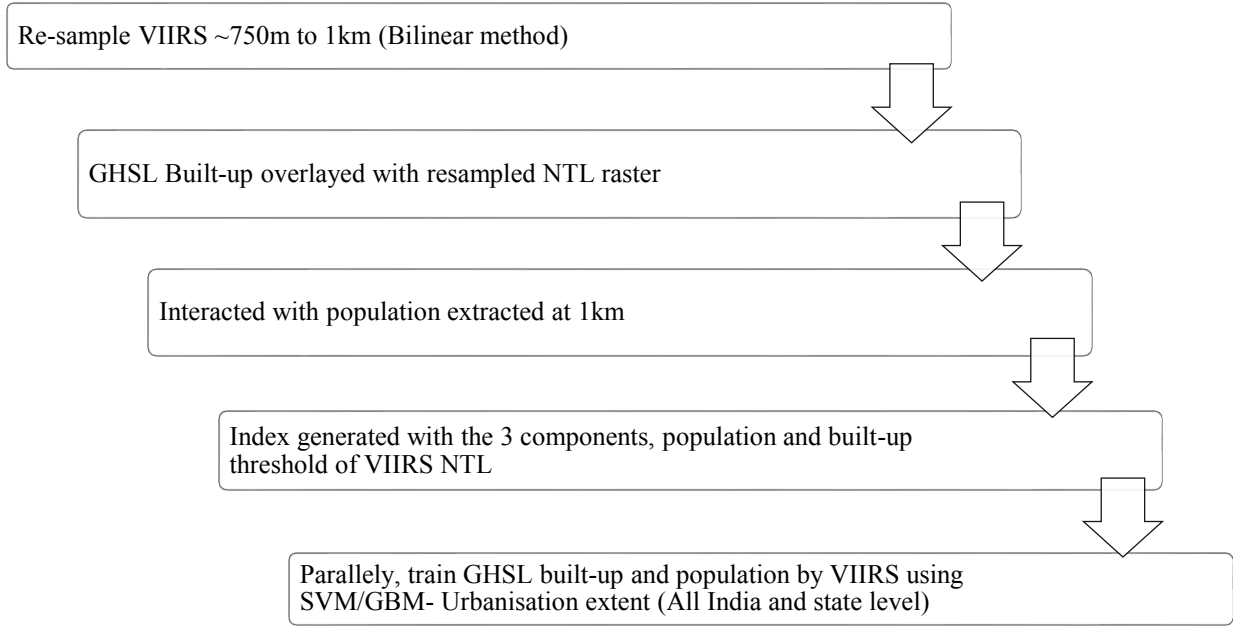 Re-sample VIIRS ~750m to 1km (Bilinear method)
GHSL Built-up overlayed with resampled NTL raster
Interacted with population extracted at 1km
Index generated with the 3 components, population and built-up
threshold of VIIRS NTL
Parallely, train GHSL built-up and population by VIIRS using
SVM/GBM- Urbanisation extent (All India and state level)